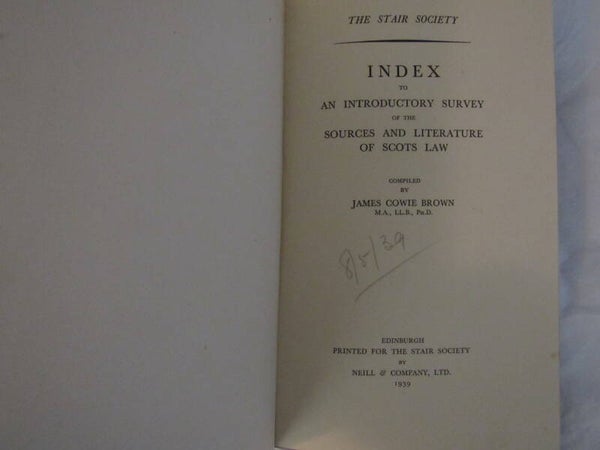 THE STAIR SOCIETY
INDEX
TO
AN INTRODUCTORY SURVEY
OF THE
SOURCES AND LITERATURE
OF SCOTS LAW
COMPILED
BY
JAMES COWIE BROWN
M.A., LL.B., Ph.D.
8/5/39
EDINBURGH
PRINTED FOR THE STAIR SOCIETY
BY
NEILL & COMPANY, LTD.
1939